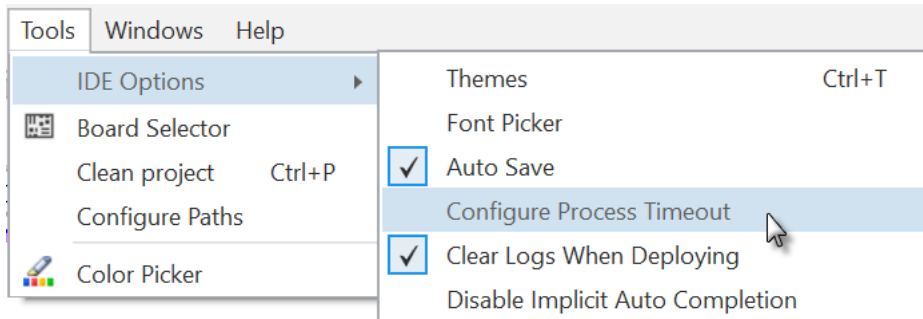 Tools Windows Help
IDE Options
Board Selector
Clean project Ctrl+P
Configure Paths
Color Picker
Themes Ctrl+T
Font Picker
Auto Save
Configure Process Timeout
Clear Logs When Deploying
Disable Implicit Auto Completion